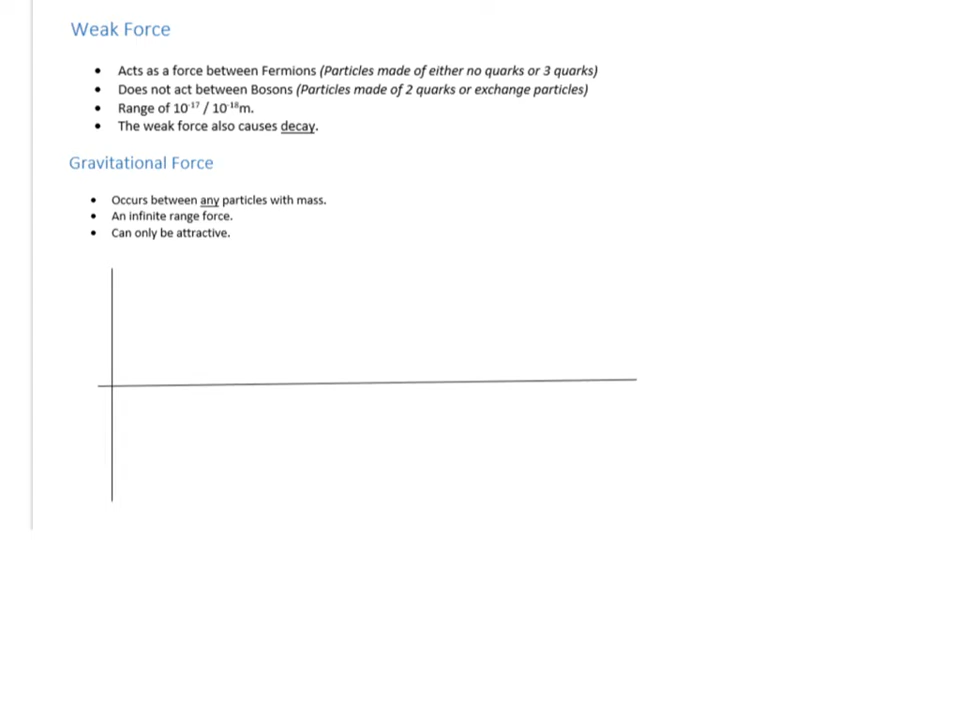 Weak Force
• Acts as a force between Fermions (Particles made of either no quarks or 3 quarks)
• Does not act between Bosons (Particles made of 2 quarks or exchange particles)
• Range of 10⁻¹⁷ / 10⁻¹⁸m.
• The weak force also causes decay.
Gravitational Force
• Occurs between any particles with mass.
• An infinite range force.
• Can only be attractive.